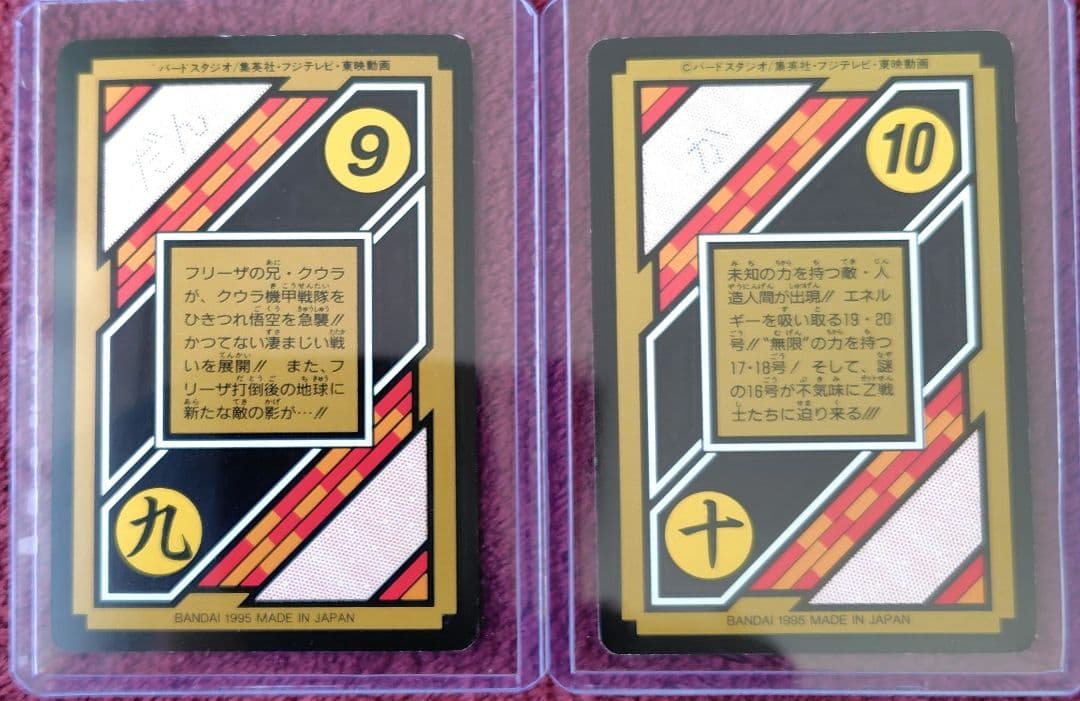 バードスタジオ/集英社・フジテレビ・東映動画
だん
9
フリーザの兄・クウラ
が、クウラ機甲戦隊を
ひきつれ悟空を急襲!!
かつてない凄まじい戦
いを展開!! また、フ
リーザ打倒後の地球に
新たな敵の影が…!!
九
BANDAI 1995 MADE IN JAPAN
©バードスタジオ/集英社・フジテレビ・東映動画
か
10
未知の力を持つ敵・人
造人間が出現!! エネル
ギーを吸い取る19・20
号!!"無限"の力を持つ
17・18号! そして、謎
の16号が不気味にZ戦
士たちに迫り来る!!!
十
BANDAI 1995 MADE IN JAPAN